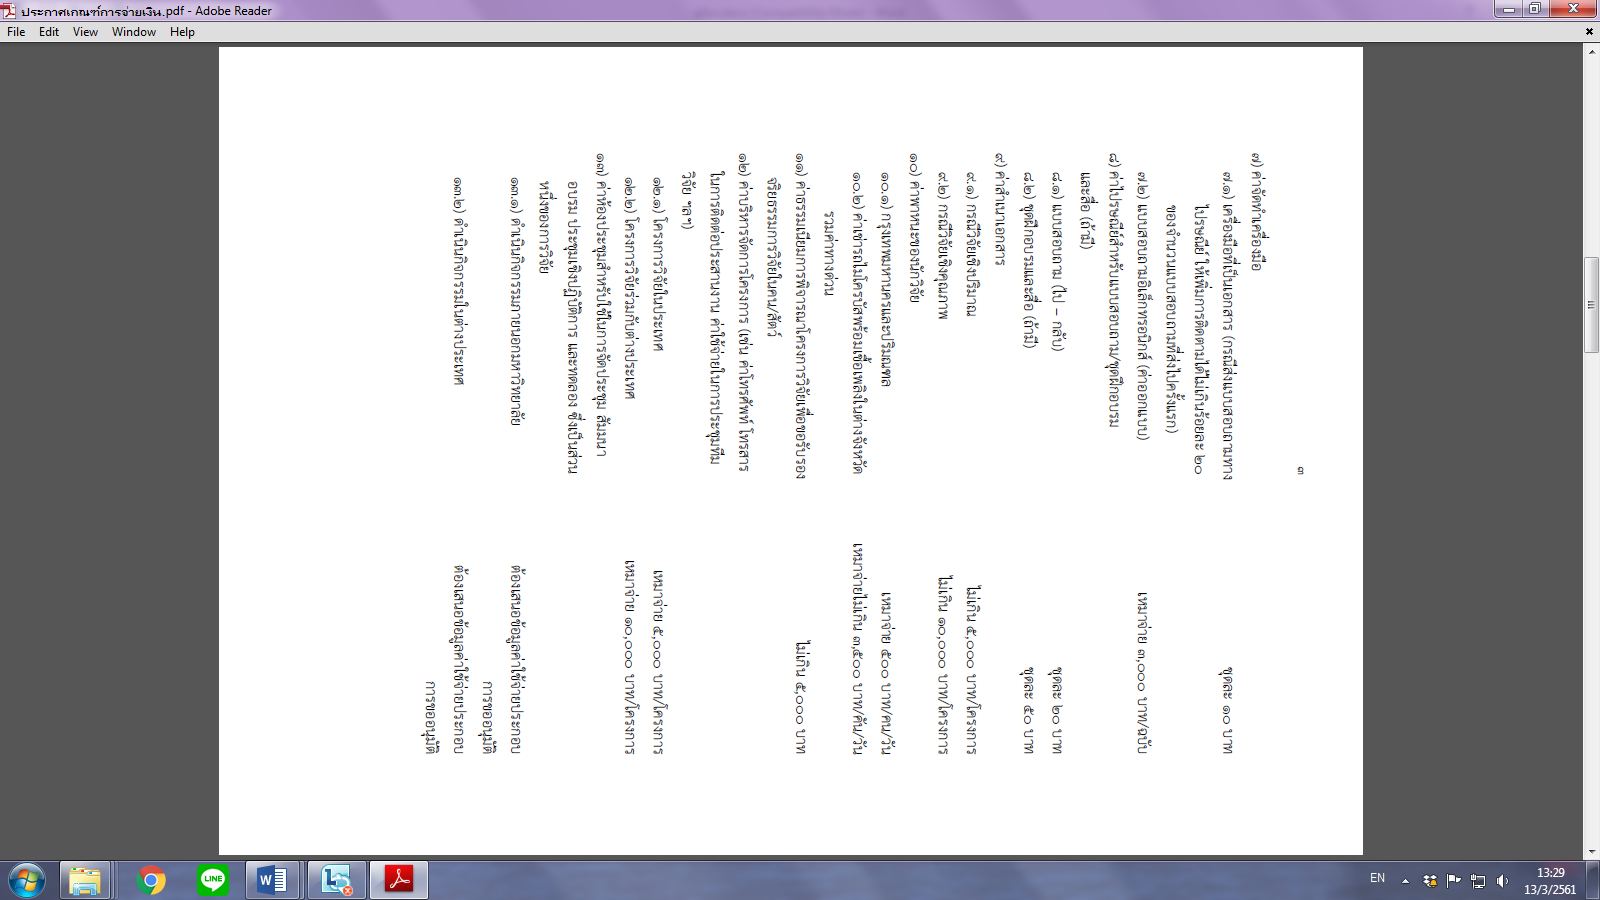 ประกาศเกณฑ์การจ่ายเงิน.pdf - Adobe Reader
File Edit View Window Help
๓
๗) ค่าจัดทำเครื่องมือ
๗.๑) เครื่องมือที่เป็นเอกสาร (กรณีส่งแบบสอบถามทาง ชุดละ ๑๐ บาท
ไปรษณีย์ ให้เพิ่มการติดตามได้ไม่เกินร้อยละ ๒๐
ของจำนวนแบบสอบถามที่ส่งไปครั้งแรก)
๗.๒) แบบสอบถามอิเล็กทรอนิกส์ (ค่าออกแบบ) เหมาจ่าย ๓,๐๐๐ บาท/ฉบับ
๘) ค่าไปรษณีย์สำหรับแบบสอบถาม/ชุดฝึกอบรม
และสื่อ (ถ้ามี)
๘.๑) แบบสอบถาม (ไป – กลับ) ชุดละ ๒๐ บาท
๘.๒) ชุดฝึกอบรมและสื่อ (ถ้ามี) ชุดละ ๕๐ บาท
๙) ค่าสำเนาเอกสาร
๙.๑) กรณีวิจัยเชิงปริมาณ ไม่เกิน ๕,๐๐๐ บาท/โครงการ
๙.๒) กรณีวิจัยเชิงคุณภาพ ไม่เกิน ๑๐,๐๐๐ บาท/โครงการ
๑๐) ค่าพาหนะของนักวิจัย
๑๐.๑) กรุงเทพมหานครและปริมณฑล เหมาจ่าย ๕๐๐ บาท/คน/วัน
๑๐.๒) ค่าเช่ารถไมโครบัสพร้อมเชื้อเพลิงในต่างจังหวัด เหมาจ่ายไม่เกิน ๓,๕๐๐ บาท/คัน/วัน
รวมค่าทางด่วน
๑๑) ค่าธรรมเนียมการพิจารณาโครงการวิจัยเพื่อขอรับรอง ไม่เกิน ๕,๐๐๐ บาท
จริยธรรมการวิจัยในคน/สัตว์
๑๒) ค่าบริหารจัดการโครงการ (เช่น ค่าโทรศัพท์ โทรสาร
ในการติดต่อประสานงาน ค่าใช้จ่ายในการประชุมทีม
วิจัย ฯลฯ)
๑๒.๑) โครงการวิจัยในประเทศ เหมาจ่าย ๕,๐๐๐ บาท/โครงการ
๑๒.๒) โครงการวิจัยร่วมกับต่างประเทศ เหมาจ่าย ๑๐,๐๐๐ บาท/โครงการ
๑๓) ค่าห้องประชุมสำหรับใช้ในการจัดประชุม สัมมนา
อบรม ประชุมเชิงปฏิบัติการ และทดลอง ซึ่งเป็นส่วน
หนึ่งของการวิจัย
๑๓.๑) ดำเนินกิจกรรมภายนอกมหาวิทยาลัย ต้องเสนอข้อมูลค่าใช้จ่ายประกอบ
การขออนุมัติ
๑๓.๒) ดำเนินกิจกรรมในต่างประเทศ ต้องเสนอข้อมูลค่าใช้จ่ายประกอบ
การขออนุมัติ
LINE
EN
13:29
13/3/2561